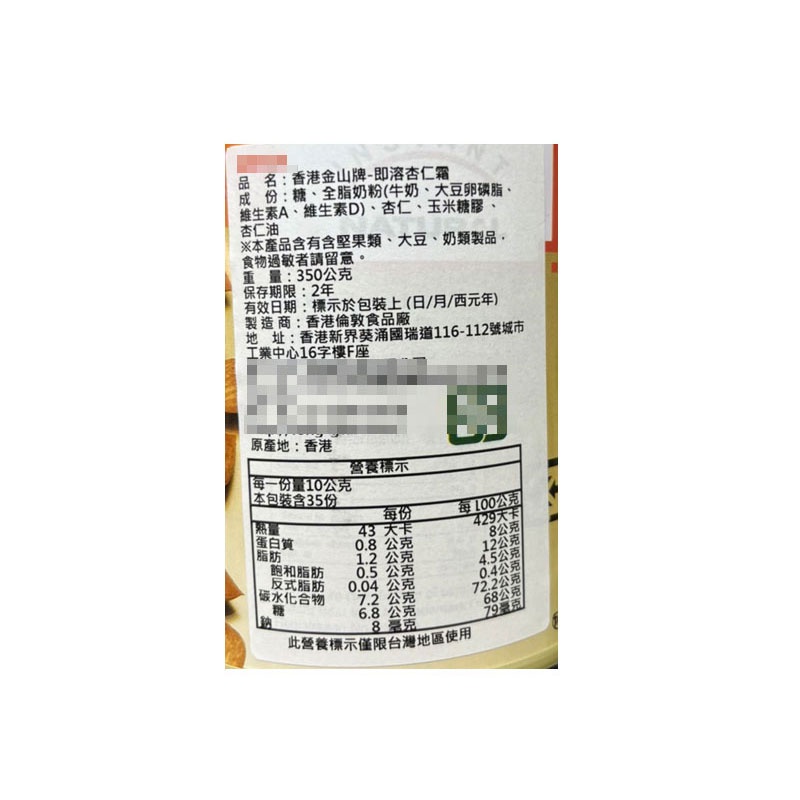 品 名：香港金山牌-即溶杏仁霜
成 份：糖、全脂奶粉(牛奶、大豆卵磷脂、
維生素A、維生素D)、杏仁、玉米糖膠、
杏仁油
※本產品含有含堅果類、大豆、奶類製品，
食物過敏者請留意。
重 量：350公克
保存期限：2年
有效日期：標示於包裝上 (日/月/西元年)
製 造 商：香港倫敦食品廠
地 址：香港新界葵涌國瑞道116-112號城市
工業中心16字樓F座
原產地：香港
營養標示
每一份量10公克
本包裝含35份
每份 每100公克
熱量 43 大卡 429大卡
蛋白質 0.8 公克 8公克
脂肪 1.2 公克 12公克
飽和脂肪 0.5 公克 4.5公克
反式脂肪 0.04 公克 0.4公克
碳水化合物 7.2 公克 72.2公克
糖 6.8 公克 68公克
鈉 8 毫克 79毫克
此營養標示僅限台灣地區使用